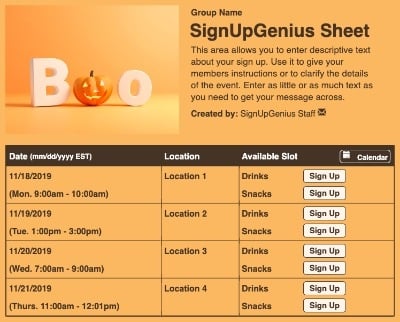 Group Name
SignUpGenius Sheet
This area allows you to enter descriptive text
about your sign up. Use it to give your
members instructions or to clarify the details
of the event. Enter as little or as much text as
you need to get your message across.
Created by: SignUpGenius Staff
B o
Date (mm/dd/yyyy EST) Location Available Slot Calendar
11/18/2019 Location 1 Drinks Sign Up
(Mon. 9:00am - 10:00am) Snacks Sign Up
11/19/2019 Location 2 Drinks Sign Up
(Tue. 1:00pm - 3:00pm) Snacks Sign Up
11/20/2019 Location 3 Drinks Sign Up
(Wed. 7:00am - 9:00am) Snacks Sign Up
11/21/2019 Location 4 Drinks Sign Up
(Thurs. 11:00am - 12:01pm) Snacks Sign Up